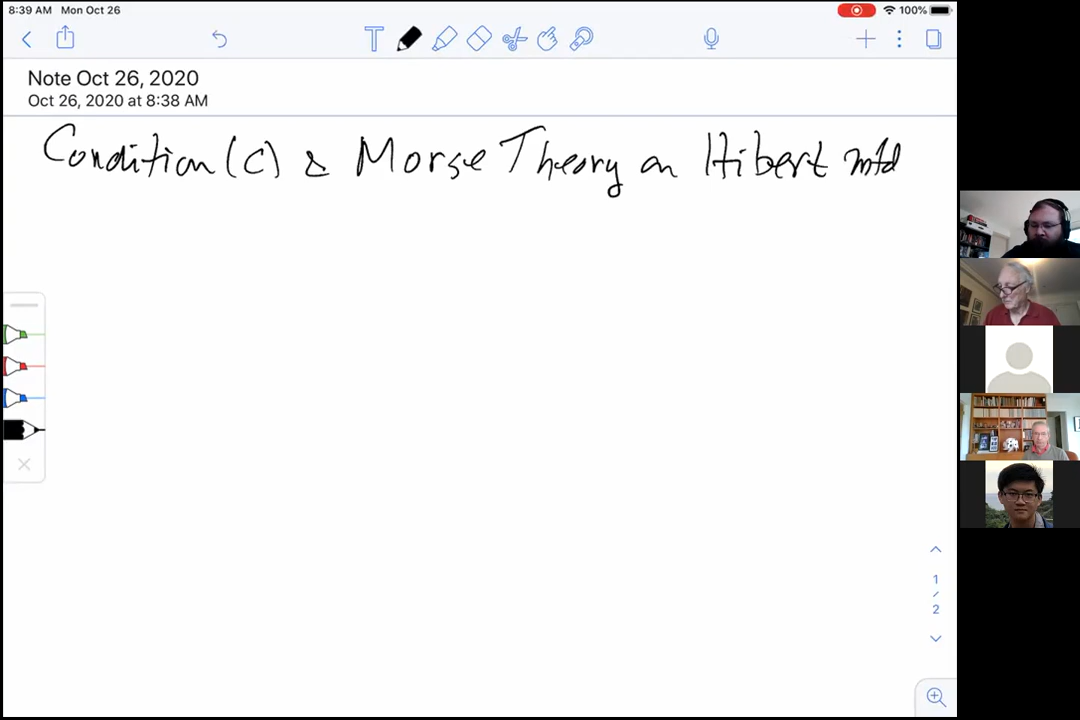 8:39 AM Mon Oct 26
100%
Note Oct 26, 2020
Oct 26, 2020 at 8:38 AM
Condition (C) & Morse Theory on Hibert mfd
1
2